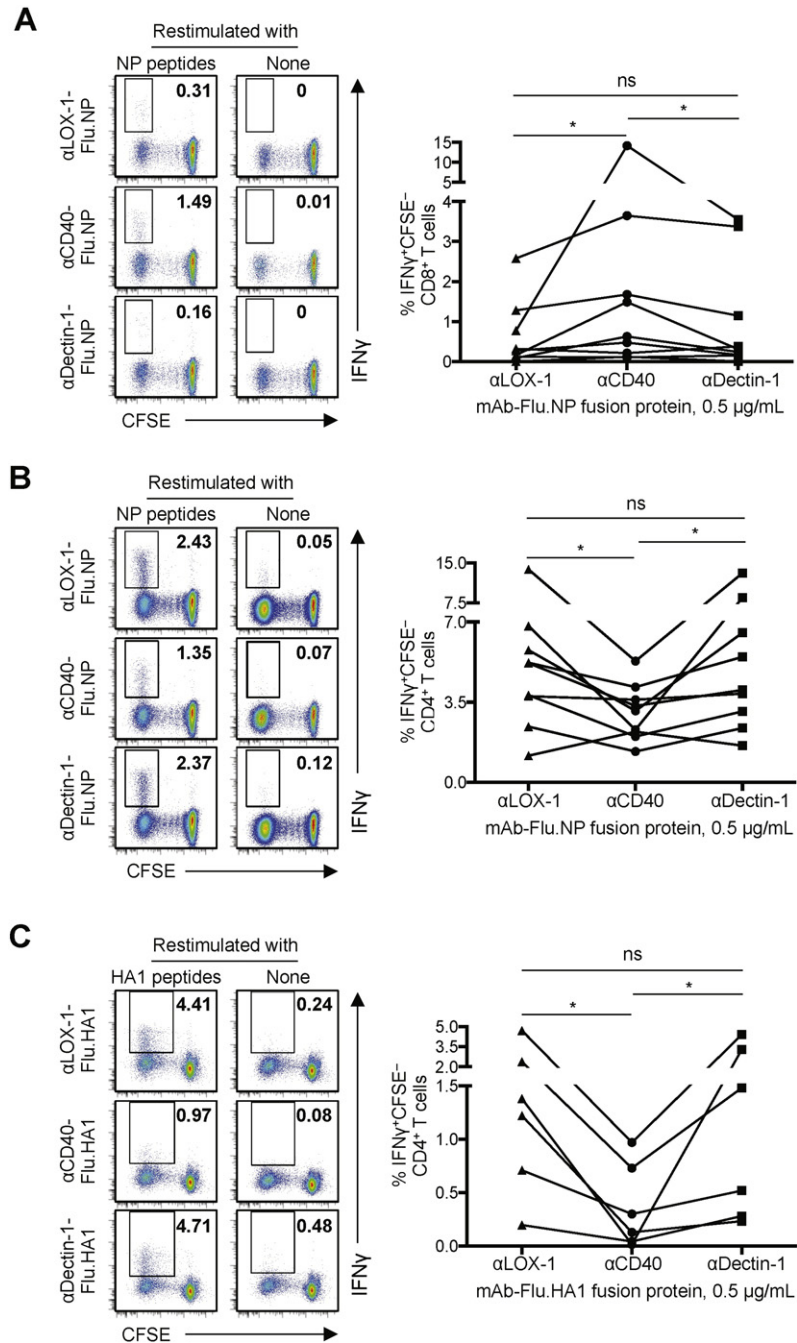 A
Restimulated with
NP peptides
None
αLOX-1-
Flu.NP
0.31
0
αCD40-
Flu.NP
1.49
0.01
αDectin-1-
Flu.NP
0.16
0
IFNγ
CFSE
ns
*
*
15
10
5
4
3
2
1
0
% IFNγ+CFSE−
CD8+ T cells
αLOX-1
αCD40
αDectin-1
mAb-Flu.NP fusion protein, 0.5 µg/mL
B
Restimulated with
NP peptides
None
αLOX-1-
Flu.NP
2.43
0.05
αCD40-
Flu.NP
1.35
0.07
αDectin-1-
Flu.NP
2.37
0.12
IFNγ
CFSE
ns
*
*
15.0
7.5
7.0
3.5
0.0
% IFNγ+CFSE−
CD4+ T cells
αLOX-1
αCD40
αDectin-1
mAb-Flu.NP fusion protein, 0.5 µg/mL
C
Restimulated with
HA1 peptides
None
αLOX-1-
Flu.HA1
4.41
0.24
αCD40-
Flu.HA1
0.97
0.08
αDectin-1-
Flu.HA1
4.71
0.48
IFNγ
CFSE
ns
*
*
5.0
3.5
2.0
1.5
1.0
0.5
0.0
% IFNγ+CFSE−
CD4+ T cells
αLOX-1
αCD40
αDectin-1
mAb-Flu.HA1 fusion protein, 0.5 µg/mL